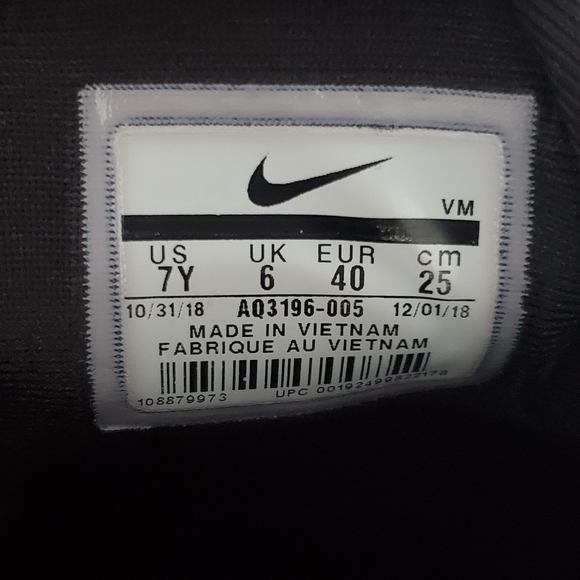 VM
US UK EUR cm
7Y 6 40 25
10/31/18 AQ3196-005 12/01/18
MADE IN VIETNAM
FABRIQUE AU VIETNAM
108879973 UPC